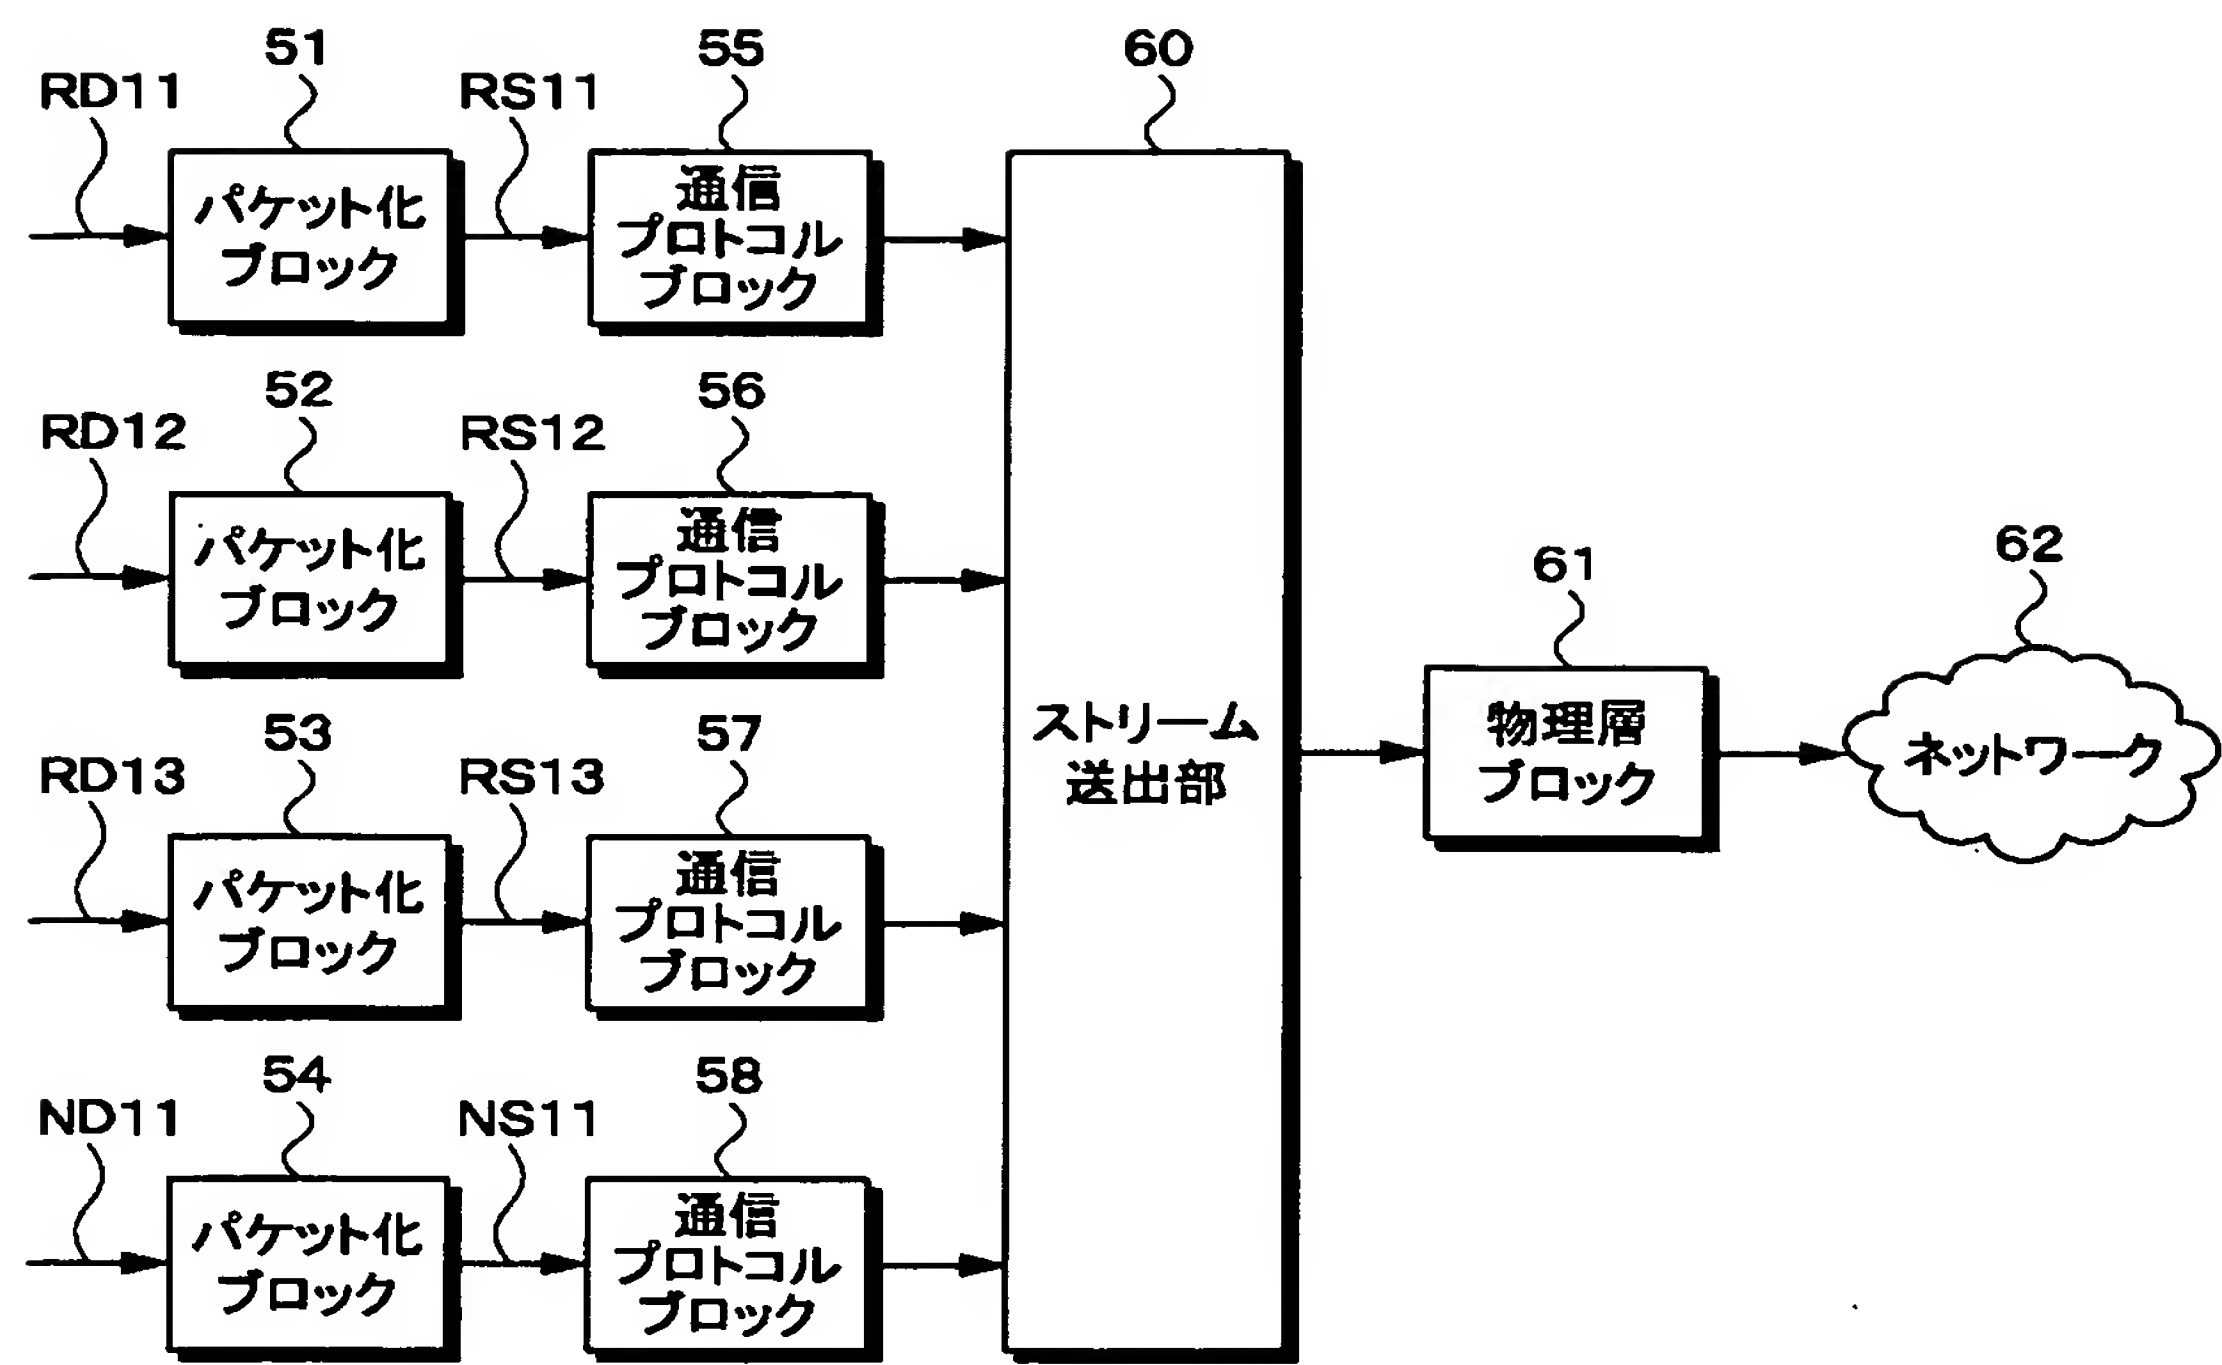 51
55
60
RD11
RS11
パケット化
ブロック
通信
プロトコル
ブロック
52
56
RD12
RS12
パケット化
ブロック
通信
プロトコル
ブロック
61
62
ストリーム
送出部
物理層
ブロック
ネットワーク
53
57
RD13
RS13
パケット化
ブロック
通信
プロトコル
ブロック
54
58
ND11
NS11
パケット化
ブロック
通信
プロトコル
ブロック